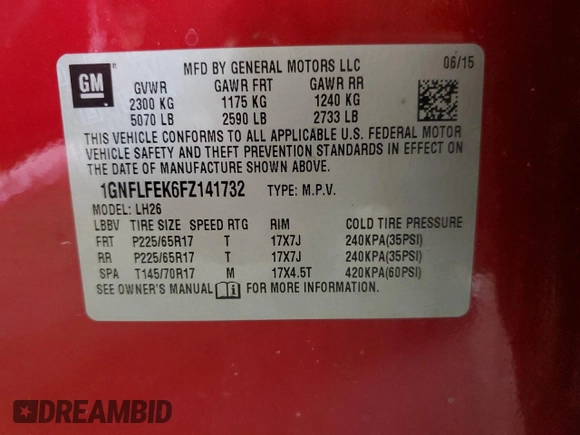 GM
MFD BY GENERAL MOTORS LLC 06/15
GVWR GAWR FRT GAWR RR
2300 KG 1175 KG 1240 KG
5070 LB 2590 LB 2733 LB
THIS VEHICLE CONFORMS TO ALL APPLICABLE U.S. FEDERAL MOTOR
VEHICLE SAFETY AND THEFT PREVENTION STANDARDS IN EFFECT ON
THE DATE OF MANUFACTURE SHOWN ABOVE.
1GNFLFEK6FZ141732 TYPE: M.P.V.
MODEL: LH26
LBBV TIRE SIZE SPEED RTG RIM COLD TIRE PRESSURE
FRT P225/65R17 T 17X7J 240KPA(35PSI)
RR P225/65R17 T 17X7J 240KPA(35PSI)
SPA T145/70R17 M 17X4.5T 420KPA(60PSI)
SEE OWNER'S MANUAL FOR MORE INFORMATION.
DREAMBID